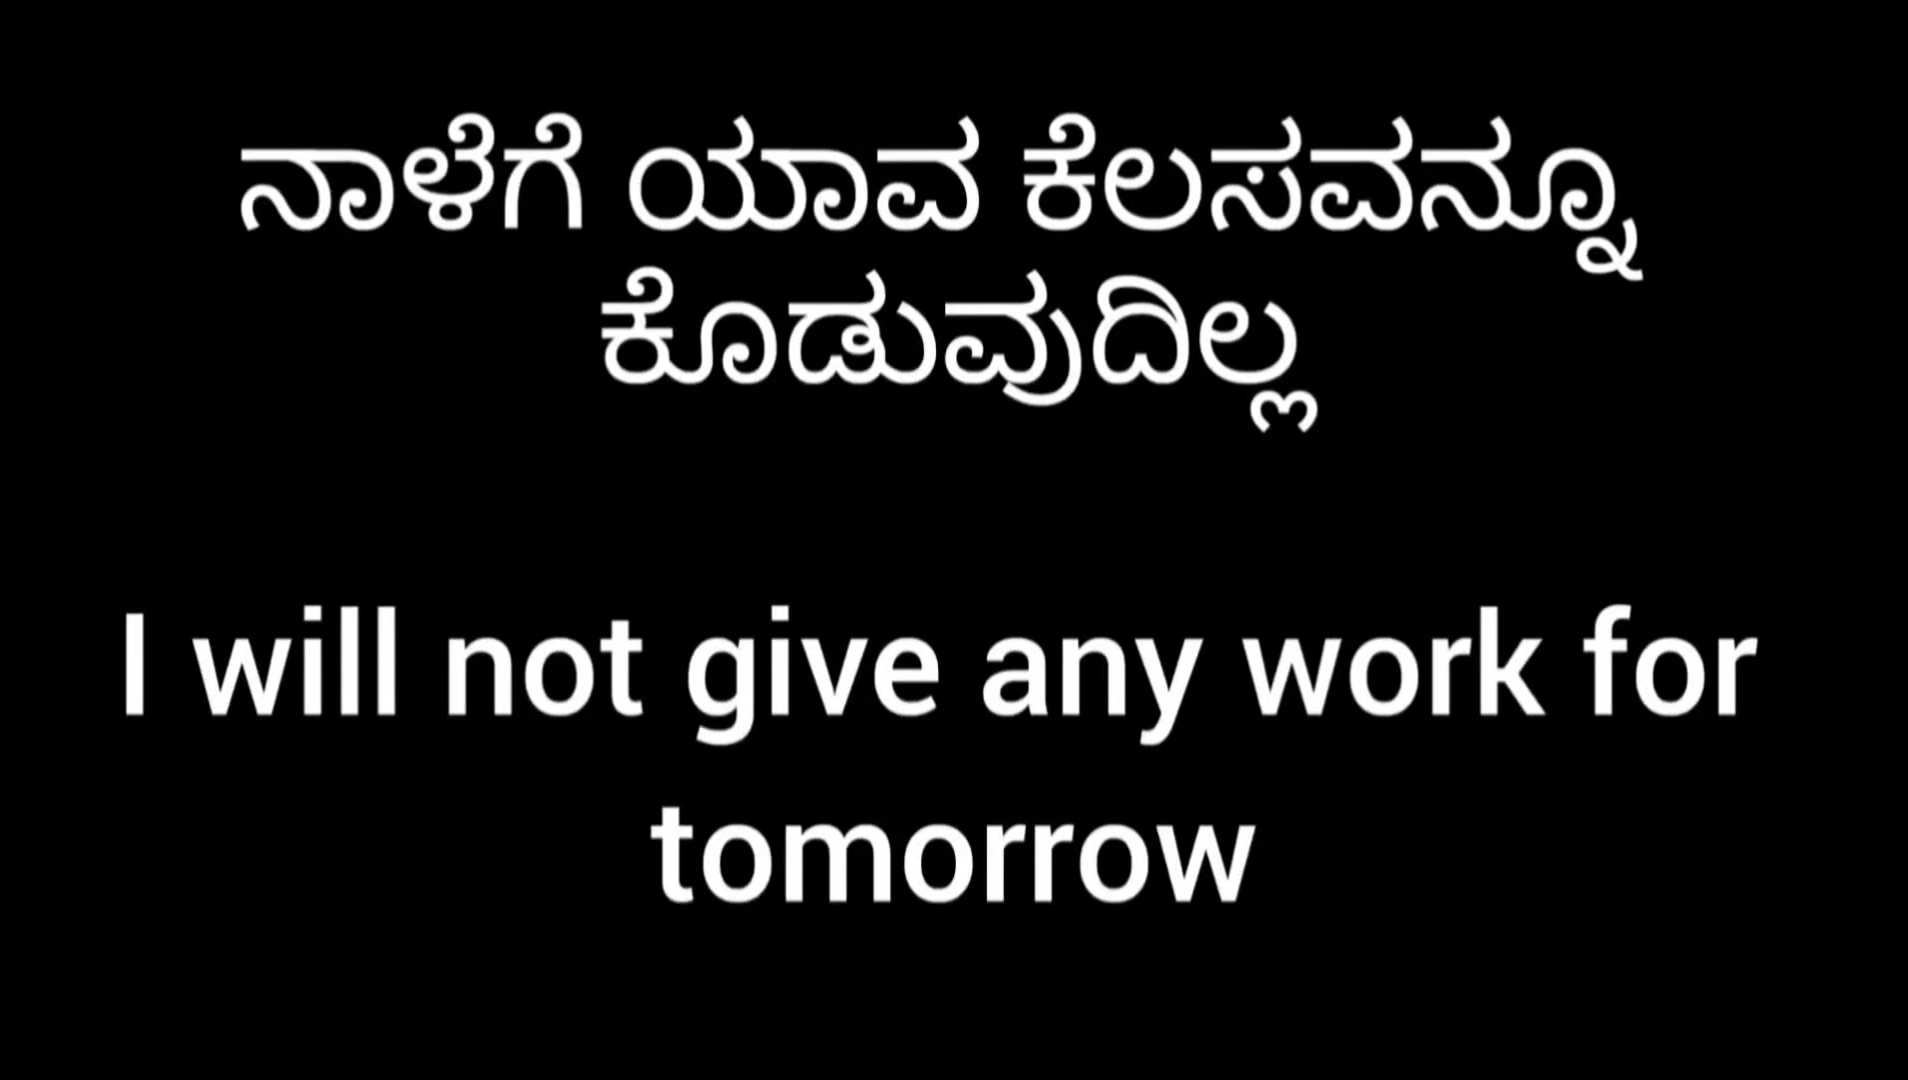 ನಾಳೆಗೆ ಯಾವ ಕೆಲಸವನ್ನೂ
ಕೊಡುವುದಿಲ್ಲ
I will not give any work for
tomorrow